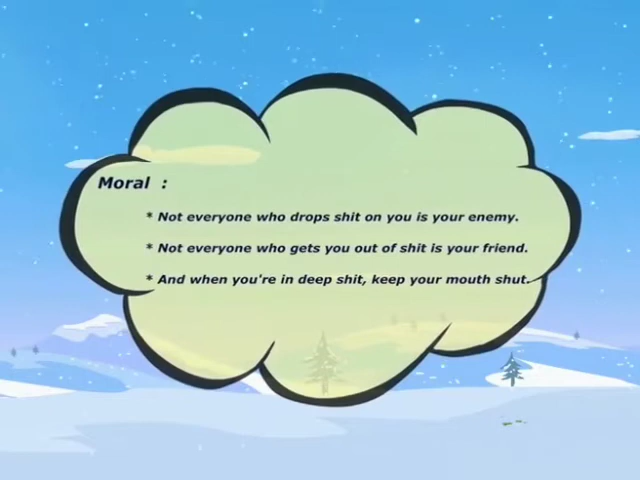 Moral :
* Not everyone who drops shit on you is your enemy.
* Not everyone who gets you out of shit is your friend.
* And when you're in deep shit, keep your mouth shut.